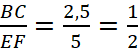 BC/EF = 2,5/5 = 1/2